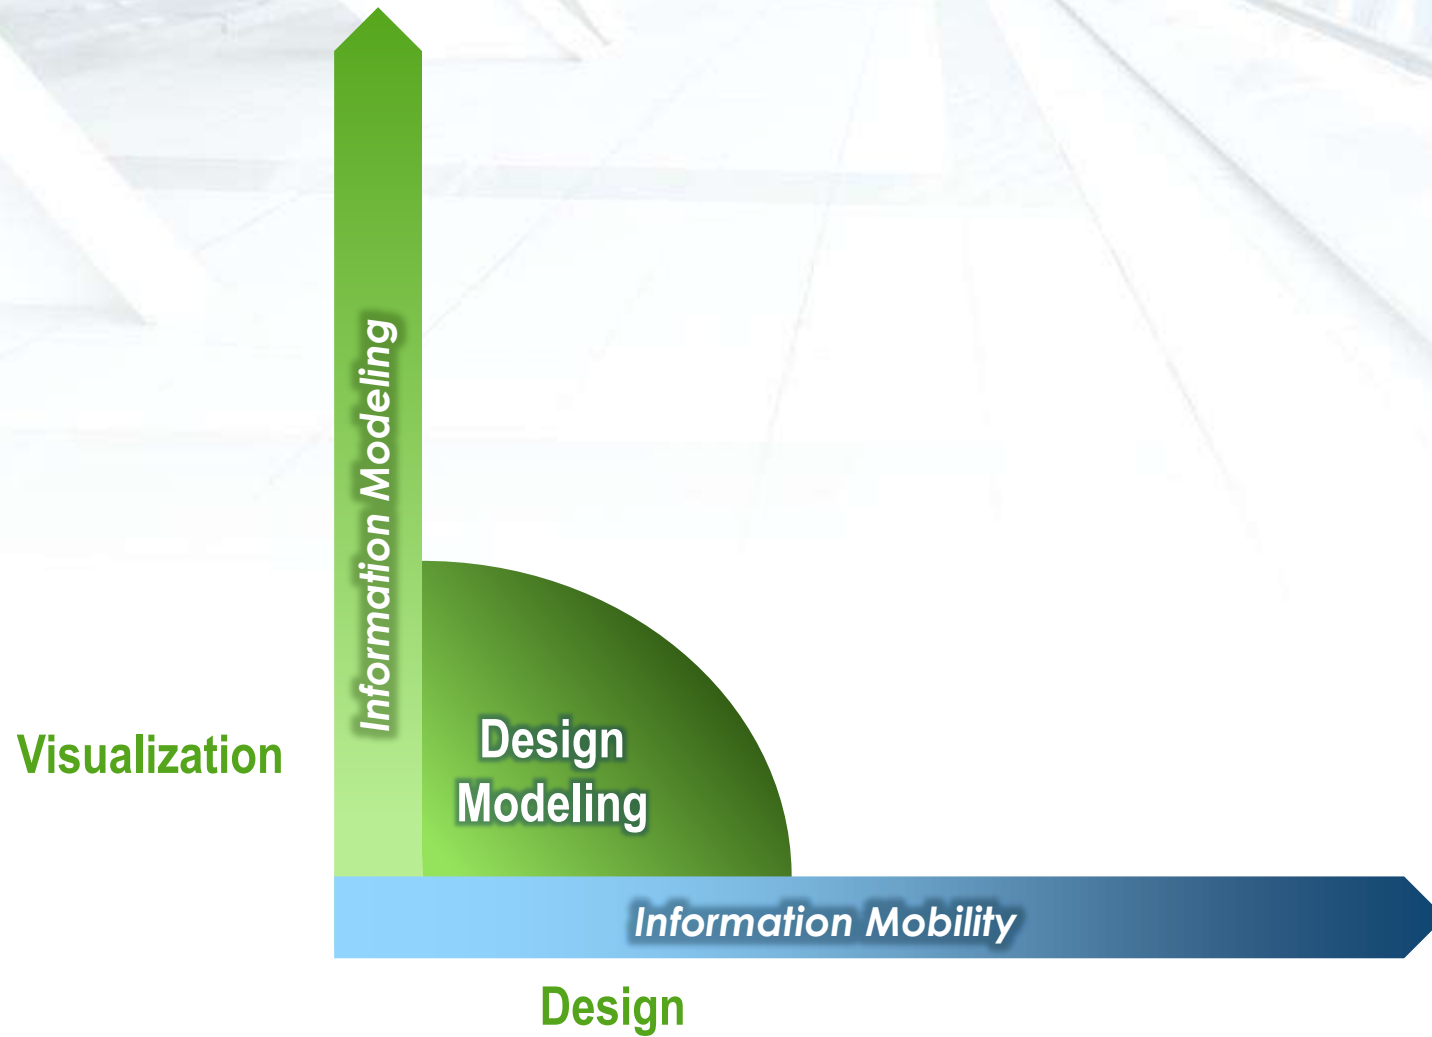 Information Modeling
Visualization
Design
Modeling
Information Mobility
Design